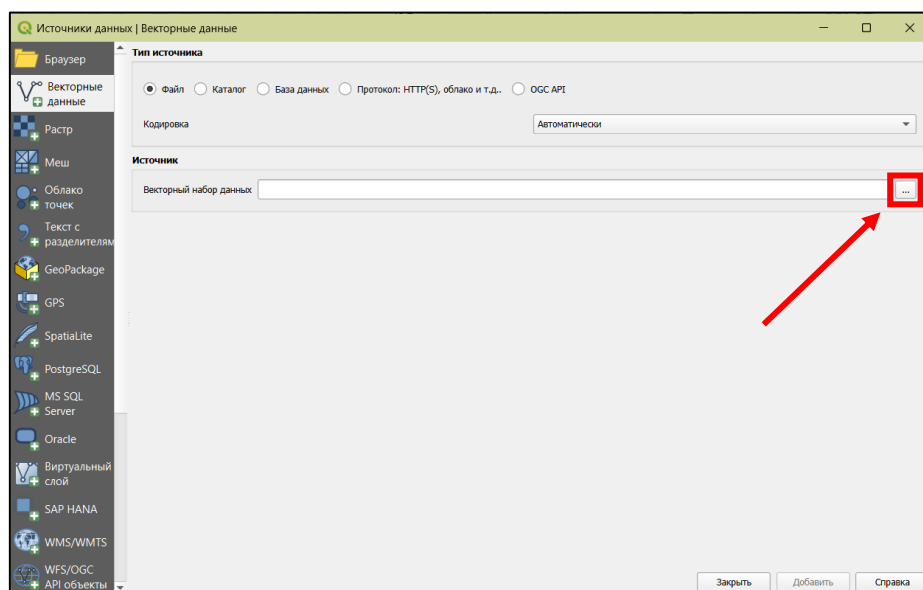 Источники данных | Векторные данные
Браузер
Векторные
данные
Растр
Меш
Облако
точек
Текст с
разделителям
GeoPackage
GPS
SpatiaLite
PostgreSQL
MS SQL
Server
Oracle
Виртуальный
слой
SAP HANA
WMS/WMTS
WFS/OGC
API объекты
Тип источника
Файл Каталог База данных Протокол: HTTP(S), облако и т.д.. OGC API
Кодировка Автоматически
Источник
Векторный набор данных ...
Закрыть Добавить Справка